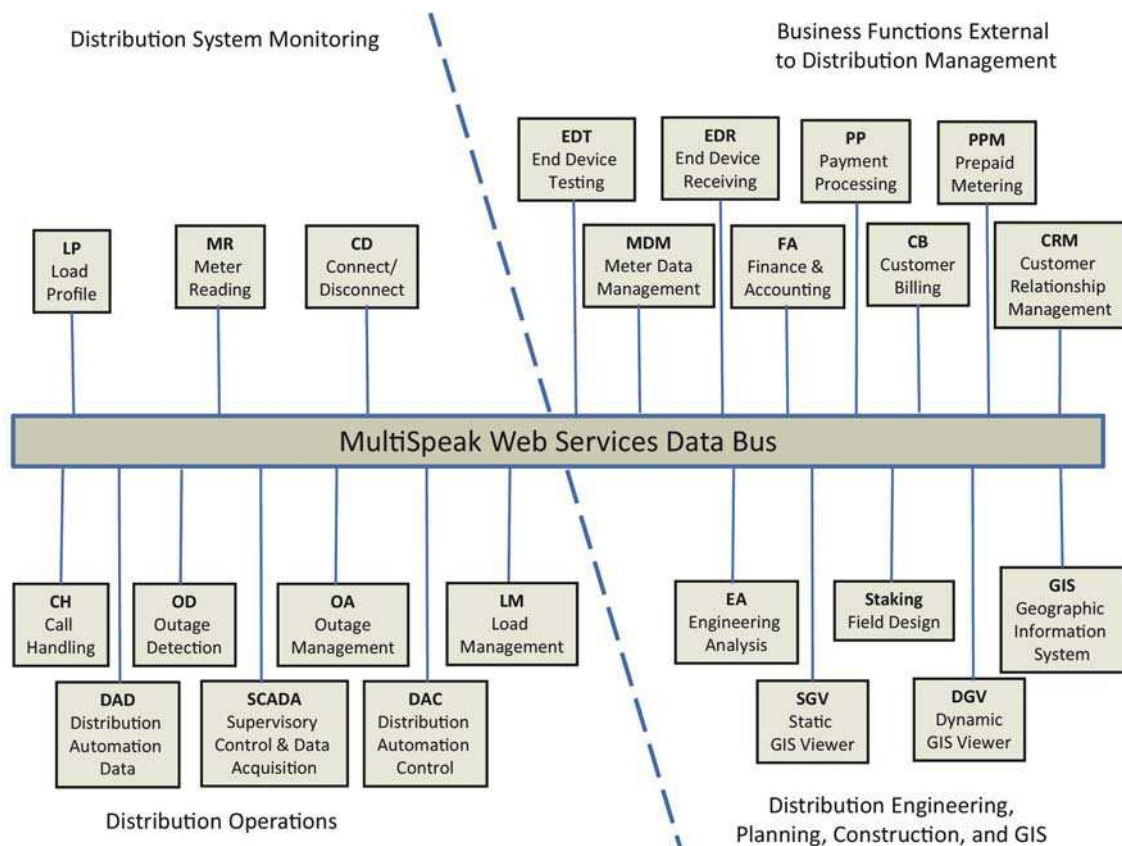 Distribution System Monitoring
Business Functions External
to Distribution Management
EDT
End Device
Testing
EDR
End Device
Receiving
PP
Payment
Processing
PPM
Prepaid
Metering
LP
Load
Profile
MR
Meter
Reading
CD
Connect/
Disconnect
MDM
Meter Data
Management
FA
Finance &
Accounting
CB
Customer
Billing
CRM
Customer
Relationship
Management
MultiSpeak Web Services Data Bus
CH
Call
Handling
OD
Outage
Detection
OA
Outage
Management
LM
Load
Management
EA
Engineering
Analysis
Staking
Field Design
GIS
Geographic
Information
System
DAD
Distribution
Automation
Data
SCADA
Supervisory
Control & Data
Acquisition
DAC
Distribution
Automation
Control
SGV
Static
GIS Viewer
DGV
Dynamic
GIS Viewer
Distribution Operations
Distribution Engineering,
Planning, Construction, and GIS